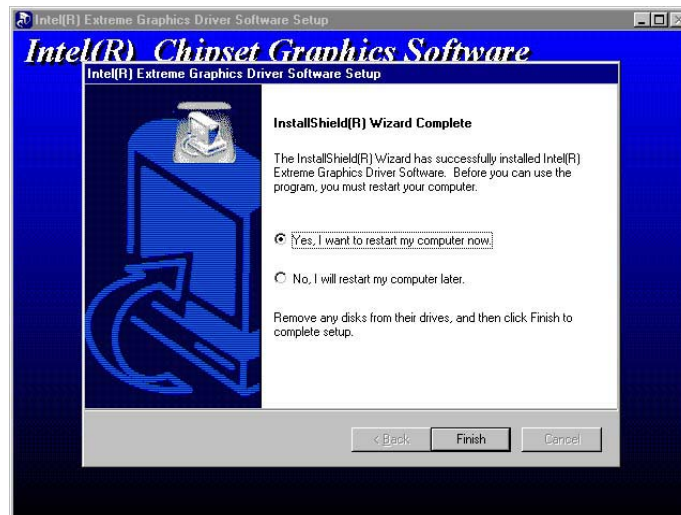 Intel(R) Extreme Graphics Driver Software Setup
Intel(R) Chipset Graphics Software
Intel(R) Extreme Graphics Driver Software Setup
InstallShield(R) Wizard Complete
The InstallShield(R) Wizard has successfully installed Intel(R)
Extreme Graphics Driver Software. Before you can use the
program, you must restart your computer.
Yes, I want to restart my computer now.
No, I will restart my computer later.
Remove any disks from their drives, and then click Finish to
complete setup.
< Back Finish Cancel